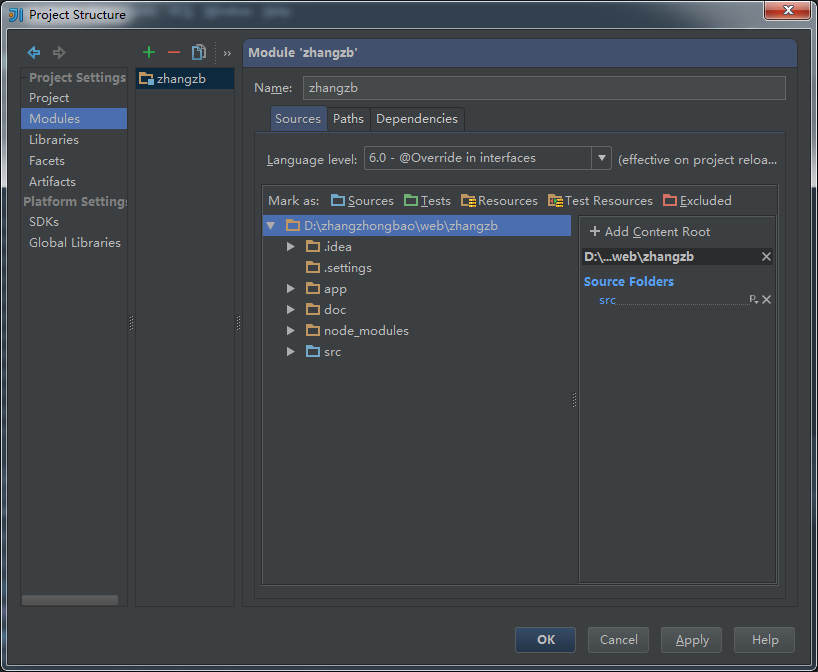 Project Structure
Project Settings
Project
Modules
Libraries
Facets
Artifacts
Platform Settings
SDKs
Global Libraries
zhangzb
Module 'zhangzb'
Name: zhangzb
Sources Paths Dependencies
Language level: 6.0 - @Override in interfaces (effective on project reloa...
Mark as: Sources Tests Resources Test Resources Excluded
D:\zhangzhongbao\web\zhangzb
.idea
.settings
app
doc
node_modules
src
+ Add Content Root
D:\...web\zhangzb
Source Folders
src
OK Cancel Apply Help